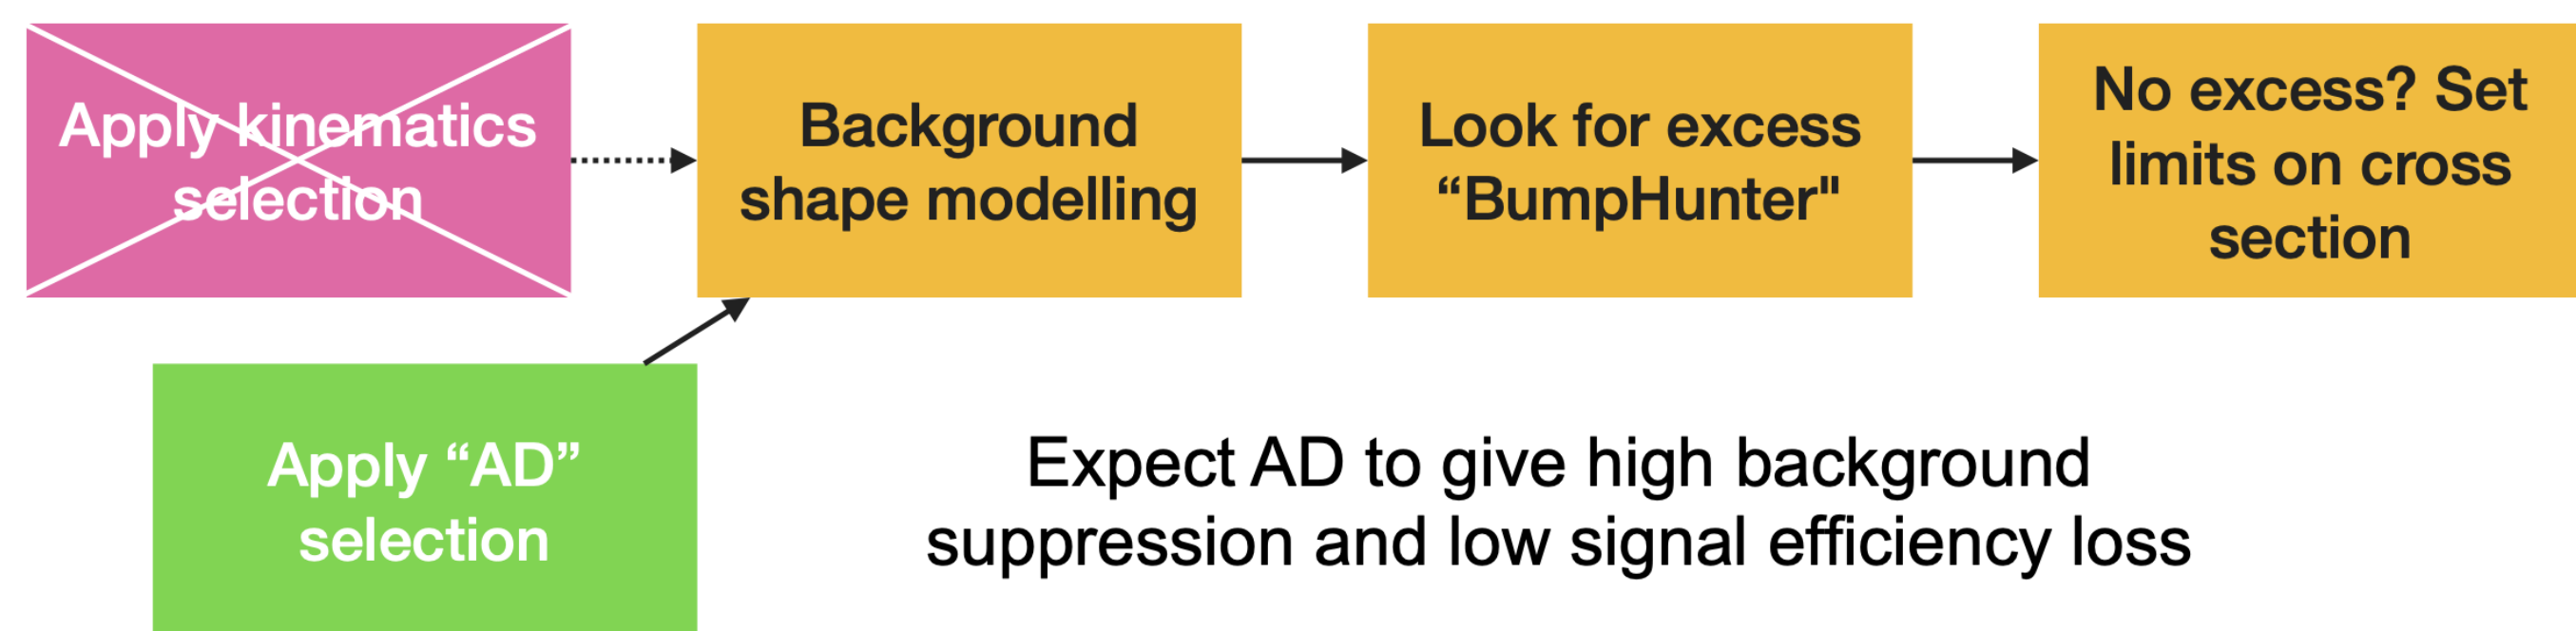 Apply kinematics
selection
Background
shape modelling
Look for excess
“BumpHunter"
No excess? Set
limits on cross
section
Apply “AD”
selection
Expect AD to give high background
suppression and low signal efficiency loss